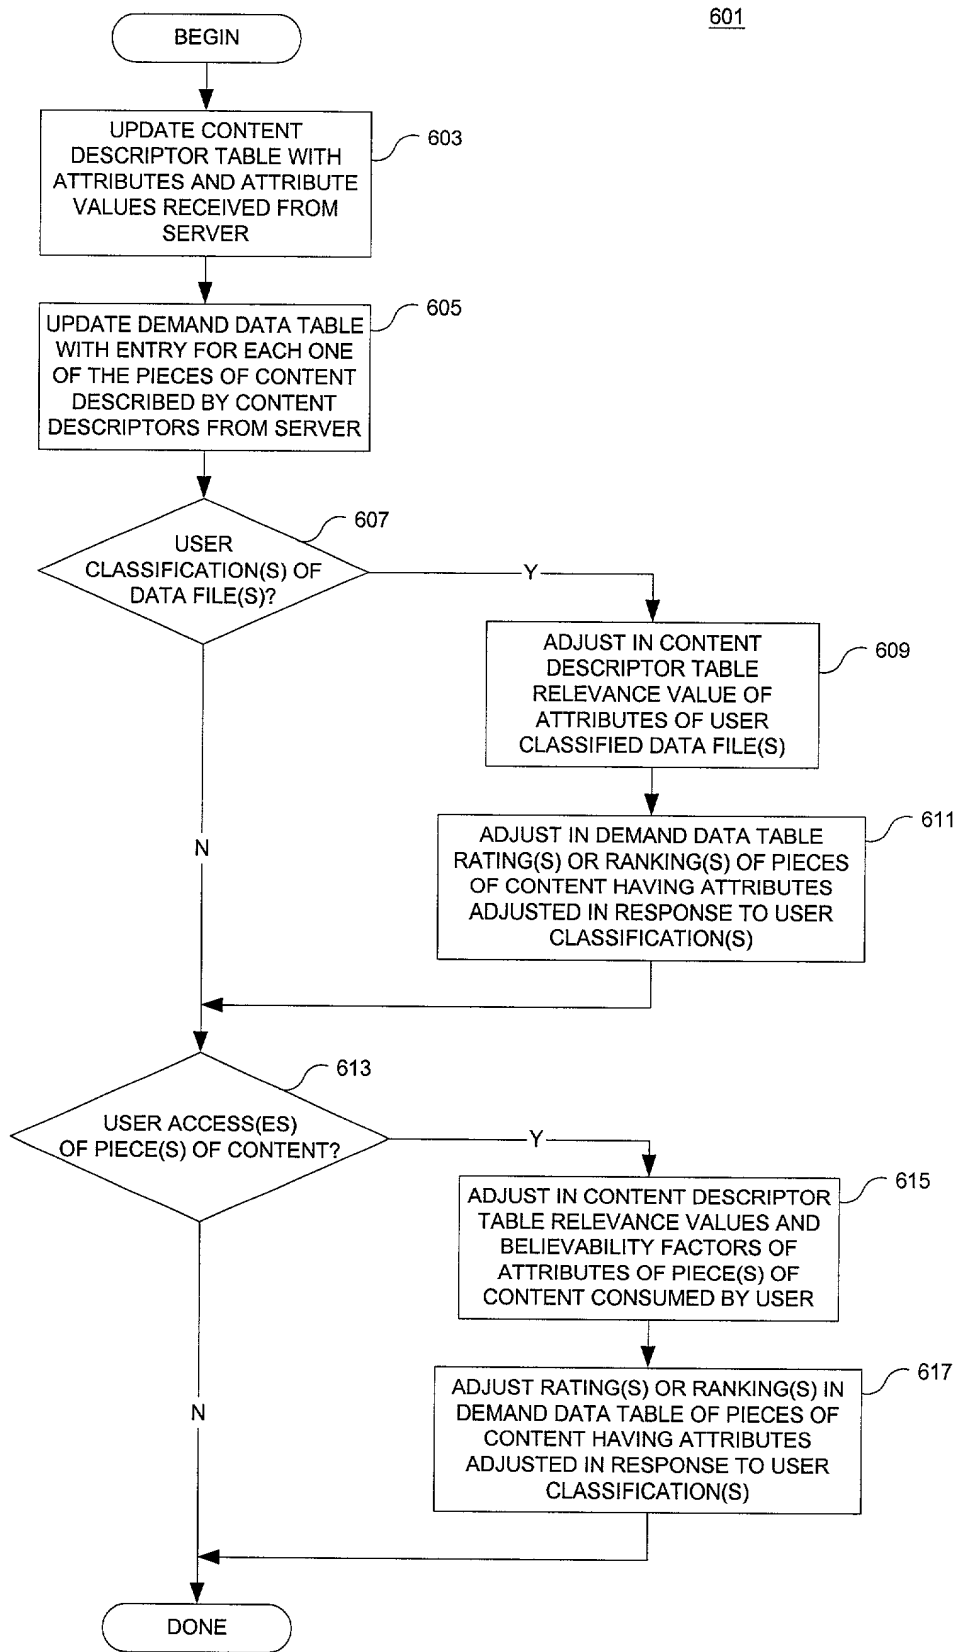 601
BEGIN
UPDATE CONTENT
DESCRIPTOR TABLE WITH
ATTRIBUTES AND ATTRIBUTE
VALUES RECEIVED FROM
SERVER
603
UPDATE DEMAND DATA TABLE
WITH ENTRY FOR EACH ONE
OF THE PIECES OF CONTENT
DESCRIBED BY CONTENT
DESCRIPTORS FROM SERVER
605
USER
CLASSIFICATION(S) OF
DATA FILE(S)?
607
Y
ADJUST IN CONTENT
DESCRIPTOR TABLE
RELEVANCE VALUE OF
ATTRIBUTES OF USER
CLASSIFIED DATA FILE(S)
609
ADJUST IN DEMAND DATA TABLE
RATING(S) OR RANKING(S) OF PIECES
OF CONTENT HAVING ATTRIBUTES
ADJUSTED IN RESPONSE TO USER
CLASSIFICATION(S)
611
N
USER ACCESS(ES)
OF PIECE(S) OF CONTENT?
613
Y
ADJUST IN CONTENT DESCRIPTOR
TABLE RELEVANCE VALUES AND
BELIEVABILITY FACTORS OF
ATTRIBUTES OF PIECE(S) OF
CONTENT CONSUMED BY USER
615
ADJUST RATING(S) OR RANKING(S) IN
DEMAND DATA TABLE OF PIECES OF
CONTENT HAVING ATTRIBUTES
ADJUSTED IN RESPONSE TO USER
CLASSIFICATION(S)
617
N
DONE